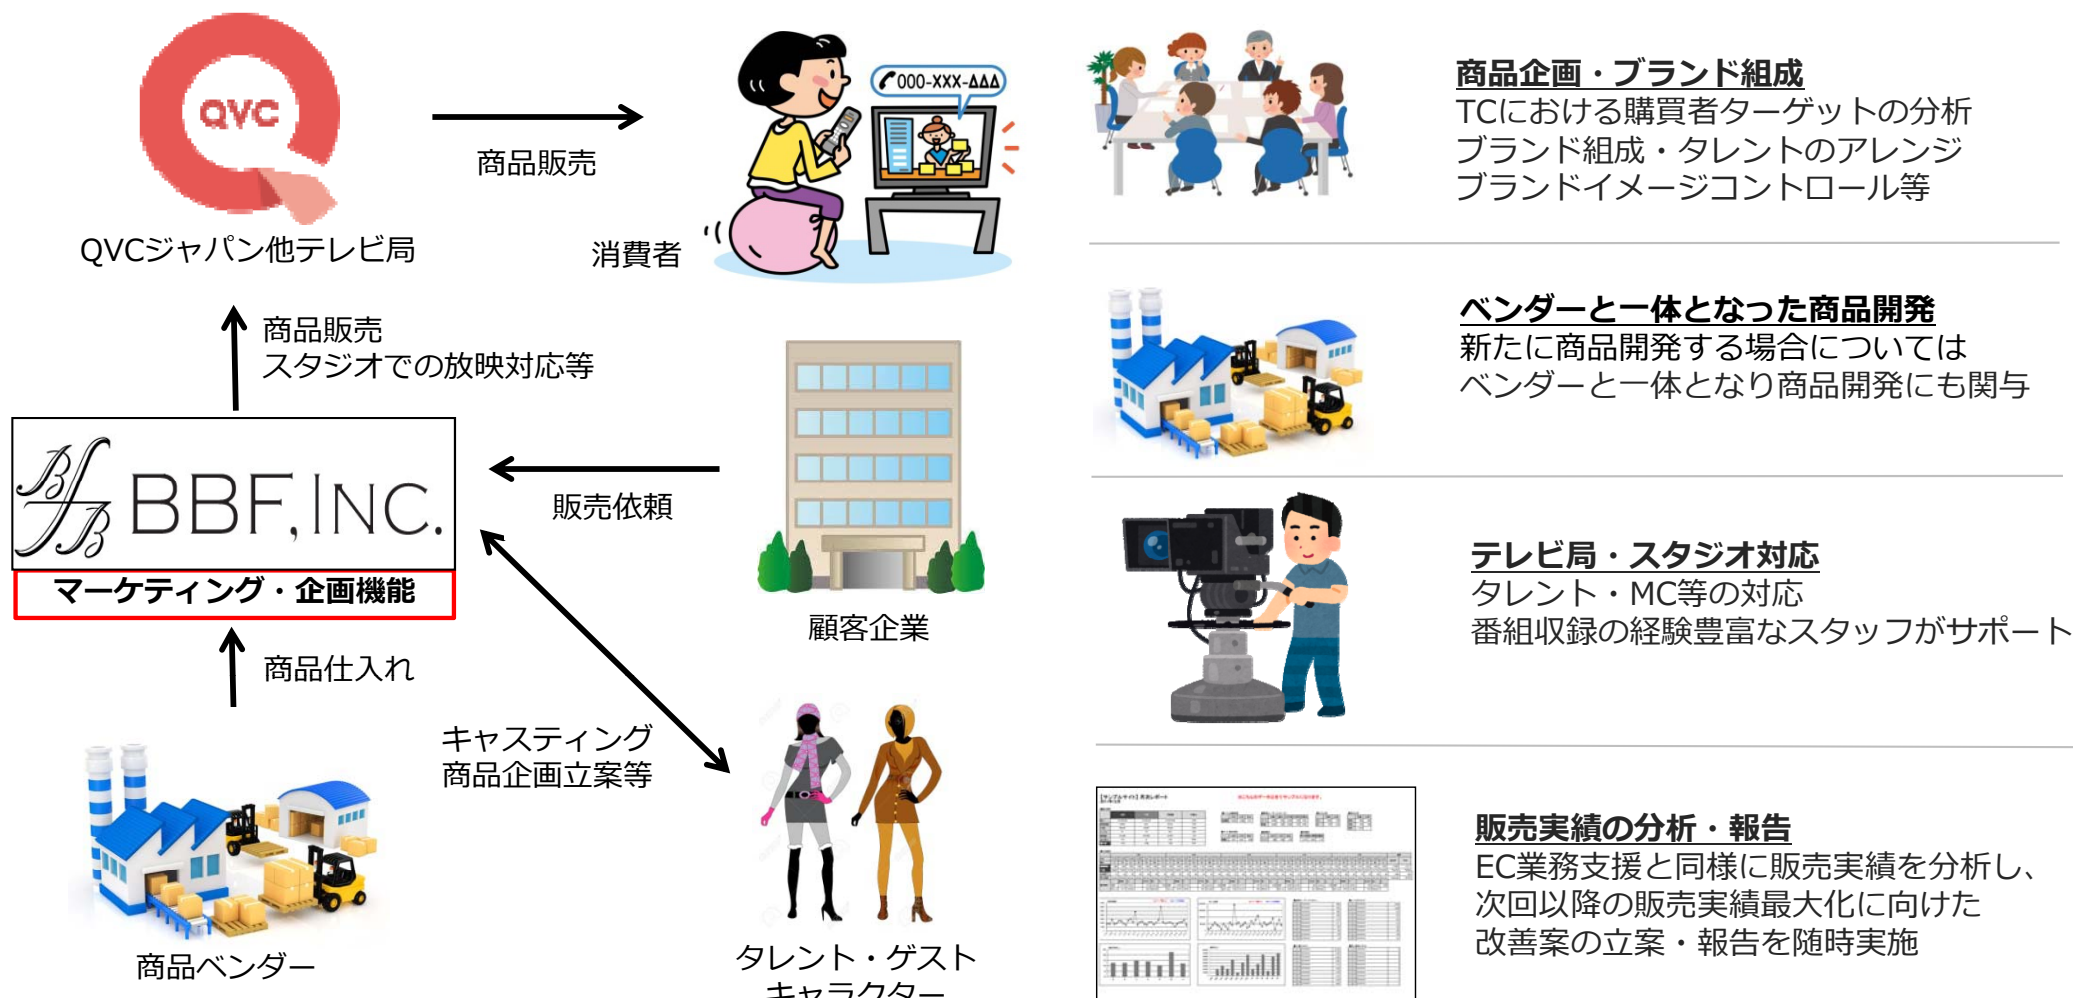 QVC
QVCジャパン他テレビ局
商品販売
000-XXX-ΔΔΔ
消費者
商品販売
スタジオでの放映対応等
BBF, INC.
マーケティング・企画機能
販売依頼
顧客企業
商品仕入れ
キャスティング
商品企画立案等
商品ベンダー
タレント・ゲスト
キャラクター
商品企画・ブランド組成
TCにおける購買者ターゲットの分析
ブランド組成・タレントのアレンジ
ブランドイメージコントロール等
ベンダーと一体となった商品開発
新たに商品開発する場合については
ベンダーと一体となり商品開発にも関与
テレビ局・スタジオ対応
タレント・MC等の対応
番組収録の経験豊富なスタッフがサポート
販売実績の分析・報告
EC業務支援と同様に販売実績を分析し、
次回以降の販売実績最大化に向けた
改善案の立案・報告を随時実施